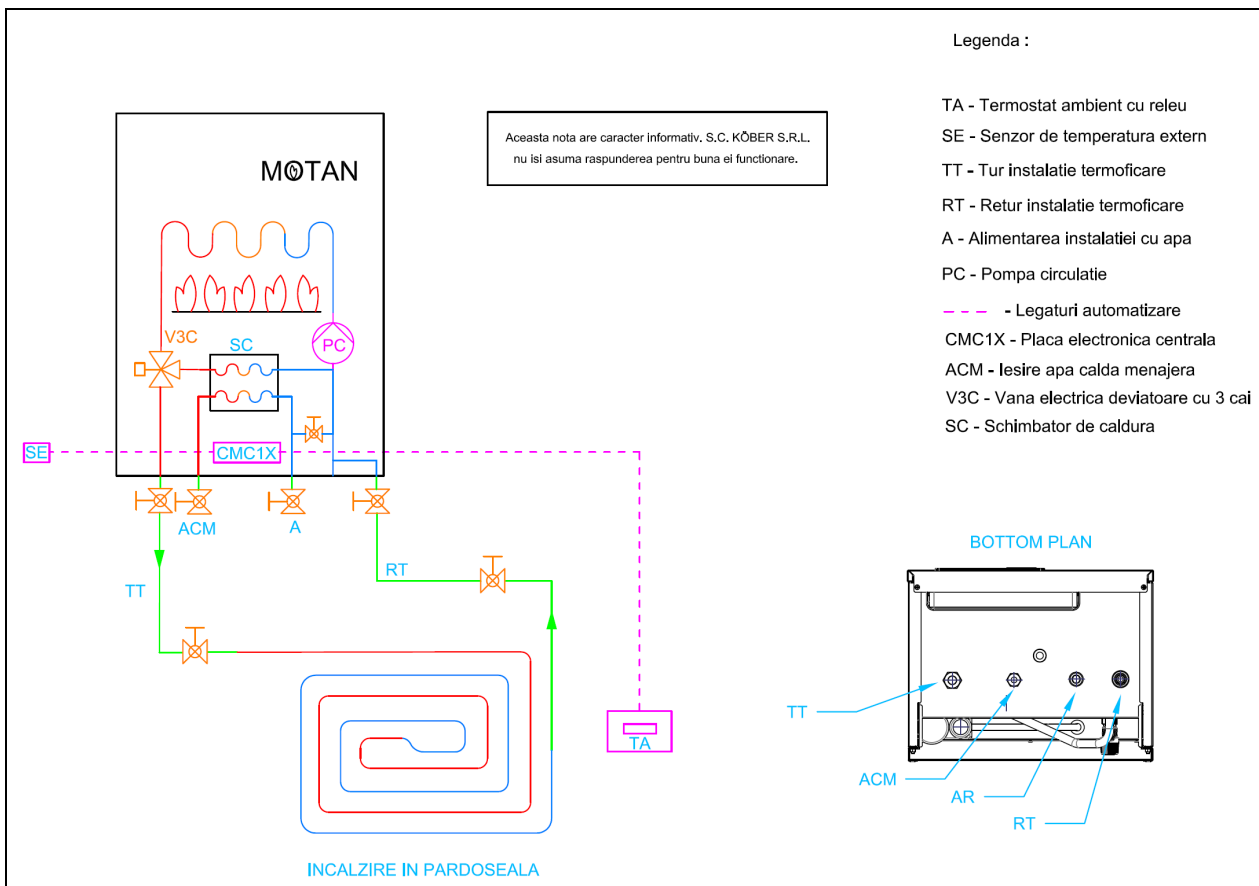 Legenda :
TA - Termostat ambient cu releu
SE - Senzor de temperatura extern
TT - Tur instalatie termoficare
RT - Retur instalatie termoficare
A - Alimentarea instalatiei cu apa
PC - Pompa circulatie
- Legaturi automatizare
CMC1X - Placa electronica centrala
ACM - Iesire apa calda menajera
V3C - Vana electrica deviatoare cu 3 cai
SC - Schimbator de caldura
Aceasta nota are caracter informativ. S.C. KÖBER S.R.L.
nu isi asuma raspunderea pentru buna ei functionare.
MOTAN
V3C
SC
PC
SE
CMC1X
ACM
A
TT
RT
TA
INCALZIRE IN PARDOSEALA
BOTTOM PLAN
TT
ACM
AR
RT